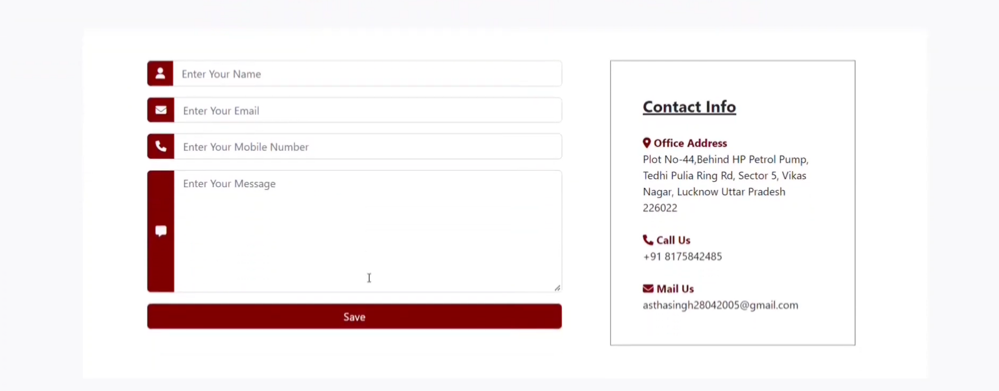 Enter Your Name
Enter Your Email
Enter Your Mobile Number
Enter Your Message
Save
Contact Info
Office Address
Plot No-44,Behind HP Petrol Pump,
Tedhi Pulia Ring Rd, Sector 5, Vikas
Nagar, Lucknow Uttar Pradesh
226022
Call Us
+91 8175842485
Mail Us
asthasingh28042005@gmail.com